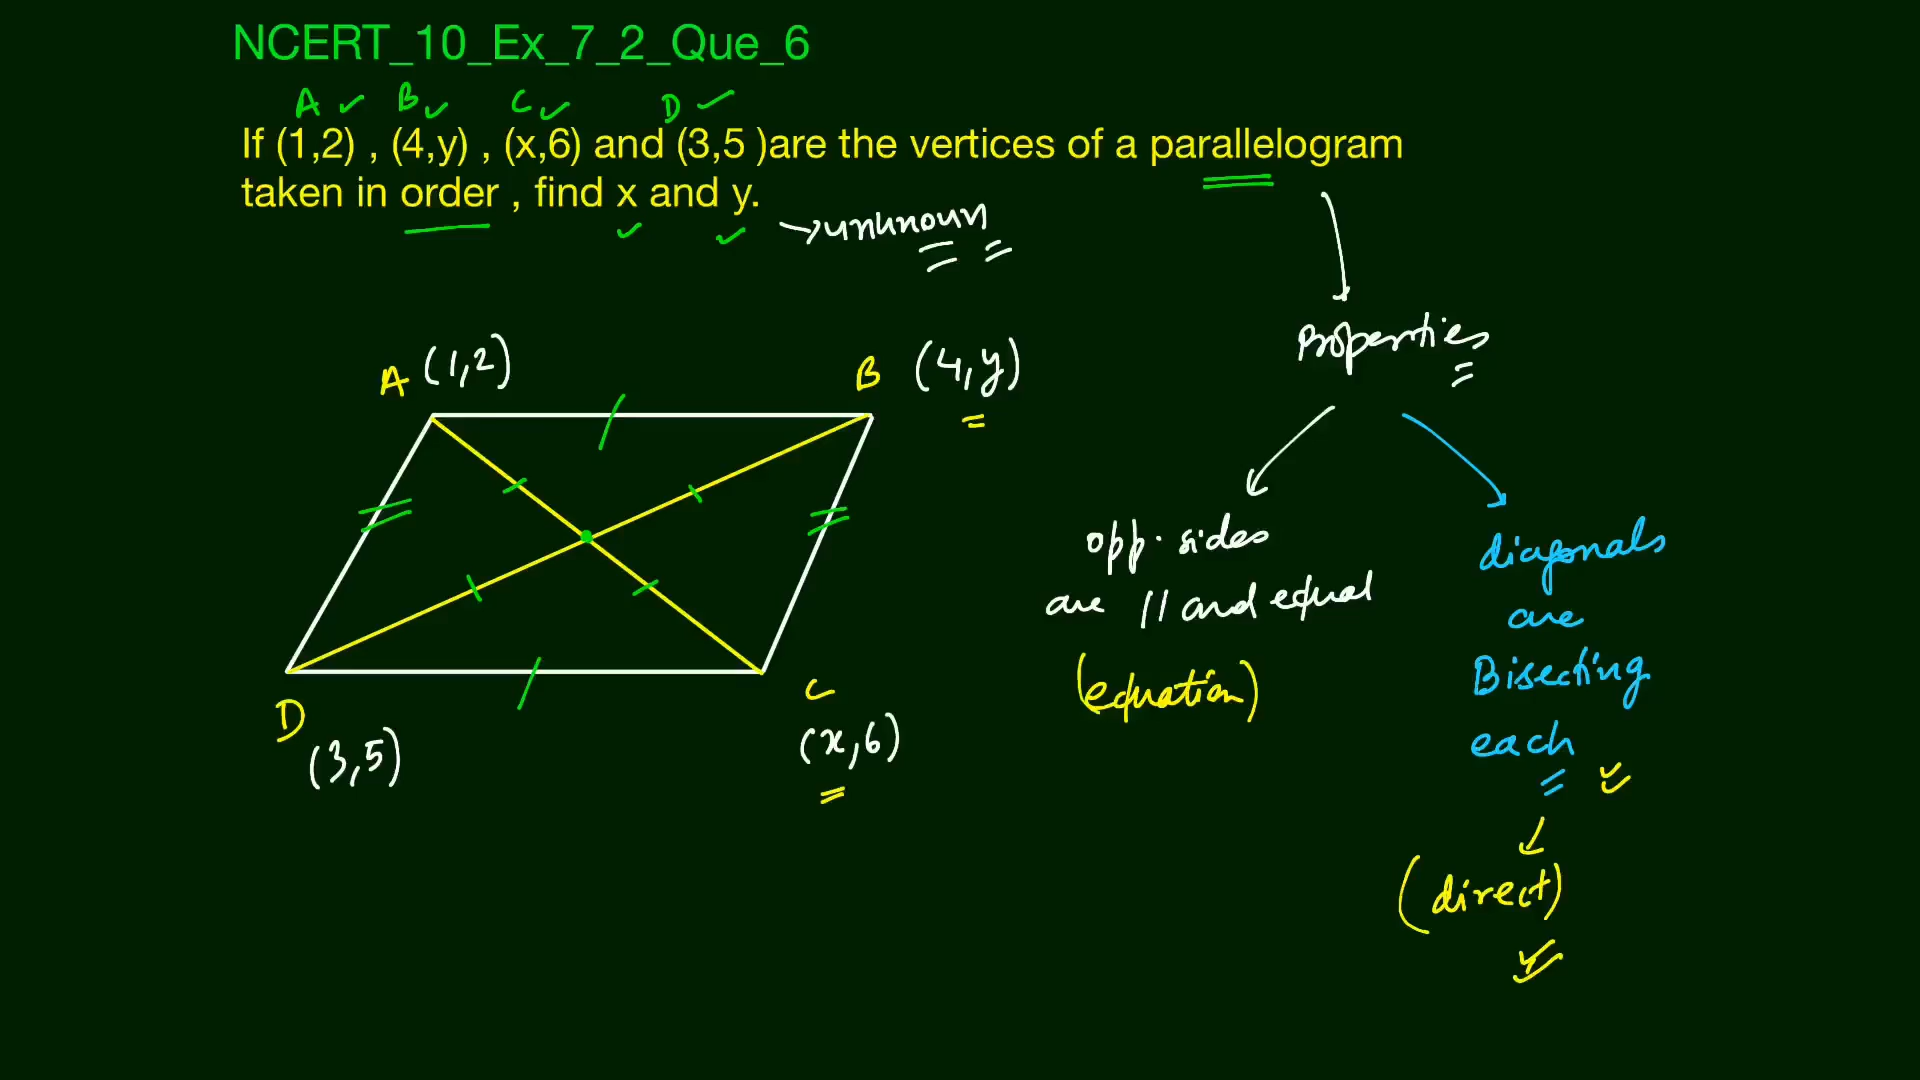 NCERT_10_Ex_7_2_Que_6
A B C D
If (1,2) , (4,y) , (x,6) and (3,5 )are the vertices of a parallelogram
taken in order , find x and y.
→ ununoun
Properties
A (1,2)
B (4,y)
opp. sides
are || and equal
(equation)
diagonals
are
Bisecting
each
(direct)
D
(3,5)
C
(x,6)